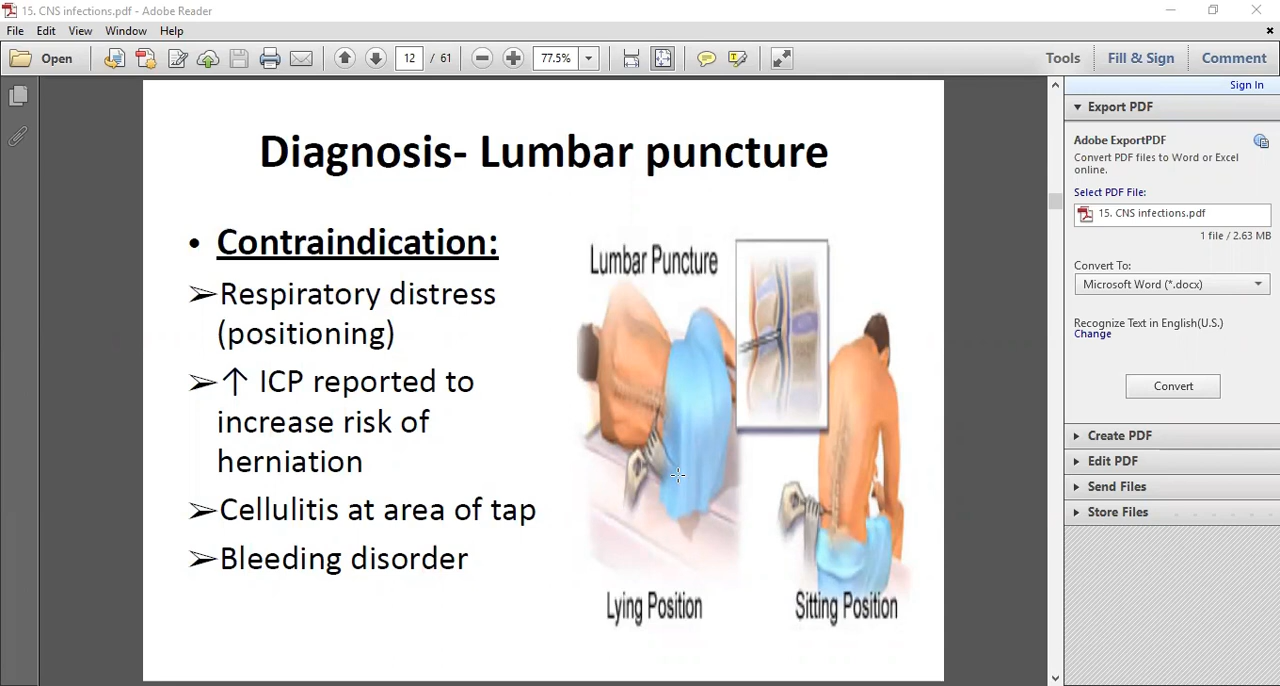 15. CNS infections.pdf - Adobe Reader
File Edit View Window Help
Open 12 / 61 77.5% Tools Fill & Sign Comment
Sign In
Export PDF
Adobe ExportPDF
Convert PDF files to Word or Excel
online.
Select PDF File:
15. CNS infections.pdf
1 file / 2.63 MB
Convert To:
Microsoft Word (*.docx)
Recognize Text in English(U.S.)
Change
Convert
Create PDF
Edit PDF
Send Files
Store Files
Diagnosis- Lumbar puncture
• Contraindication:
➢Respiratory distress
(positioning)
➢↑ ICP reported to
increase risk of
herniation
➢Cellulitis at area of tap
➢Bleeding disorder
Lumbar Puncture
Lying Position
Sitting Position